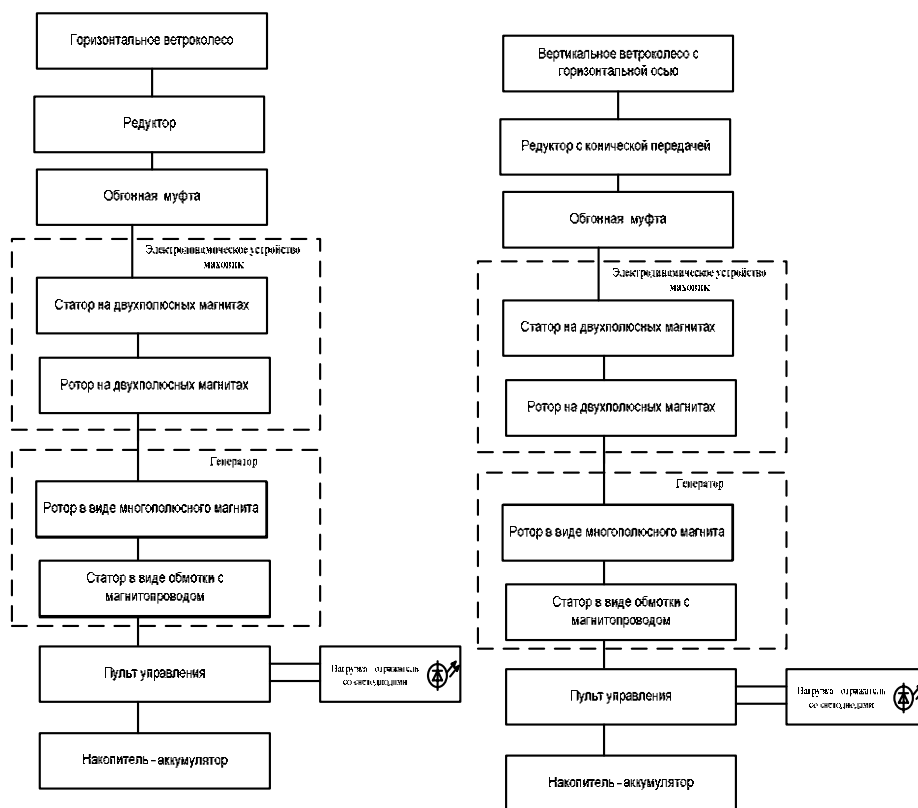 Горизонтальное ветроколесо
Редуктор
Обгонная муфта
Электродинамическое устройство
маховик
Статор на двухполюсных магнитах
Ротор на двухполюсных магнитах
Генератор
Ротор в виде многополюсного магнита
Статор в виде обмотки с
магнитопроводом
Пульт управления
Нагрузка отражатель
со светодиодами
Накопитель - аккумулятор
Вертикальное ветроколесо с
горизонтальной осью
Редуктор с конической передачей
Обгонная муфта
Электродинамическое устройство
маховик
Статор на двухполюсных магнитах
Ротор на двухполюсных магнитах
Генератор
Ротор в виде многополюсного магнита
Статор в виде обмотки с
магнитопроводом
Пульт управления
Нагрузка отражатель
со светодиодами
Накопитель - аккумулятор